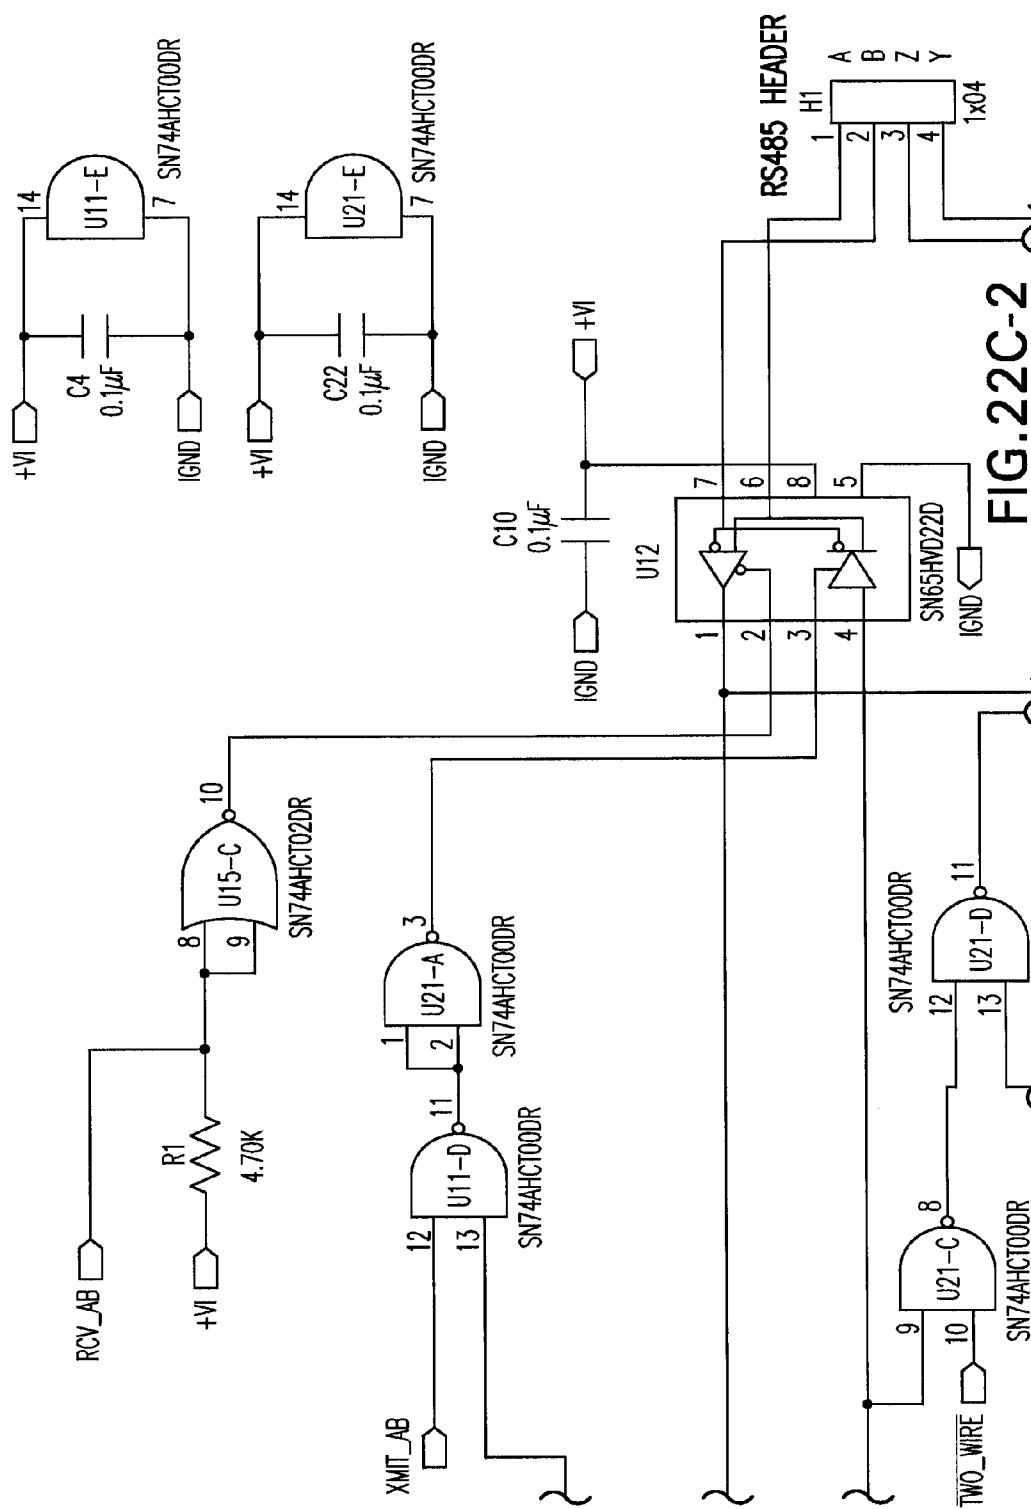 +VI
C4
0.1µF
IGND
14
U11-E
7
SN74AHCT00DR
+VI
C22
0.1µF
IGND
14
U21-E
7
SN74AHCT00DR
RCV_AB
+VI
R1
4.70K
8
9
U15-C
10
SN74AHCT02DR
XMIT_AB
12
13
U11-D
11
SN74AHCT00DR
1
2
U21-A
3
SN74AHCT00DR
IGND
C10
0.1µF
+VI
U12
1
2
3
4
7
6
8
5
SN65HVD22D
IGND
RS485 HEADER
H1
1
2
3
4
A
B
Z
Y
1x04
TWO_WIRE
9
10
U21-C
8
SN74AHCT00DR
12
13
U21-D
11
SN74AHCT00DR
FIG.22C-2